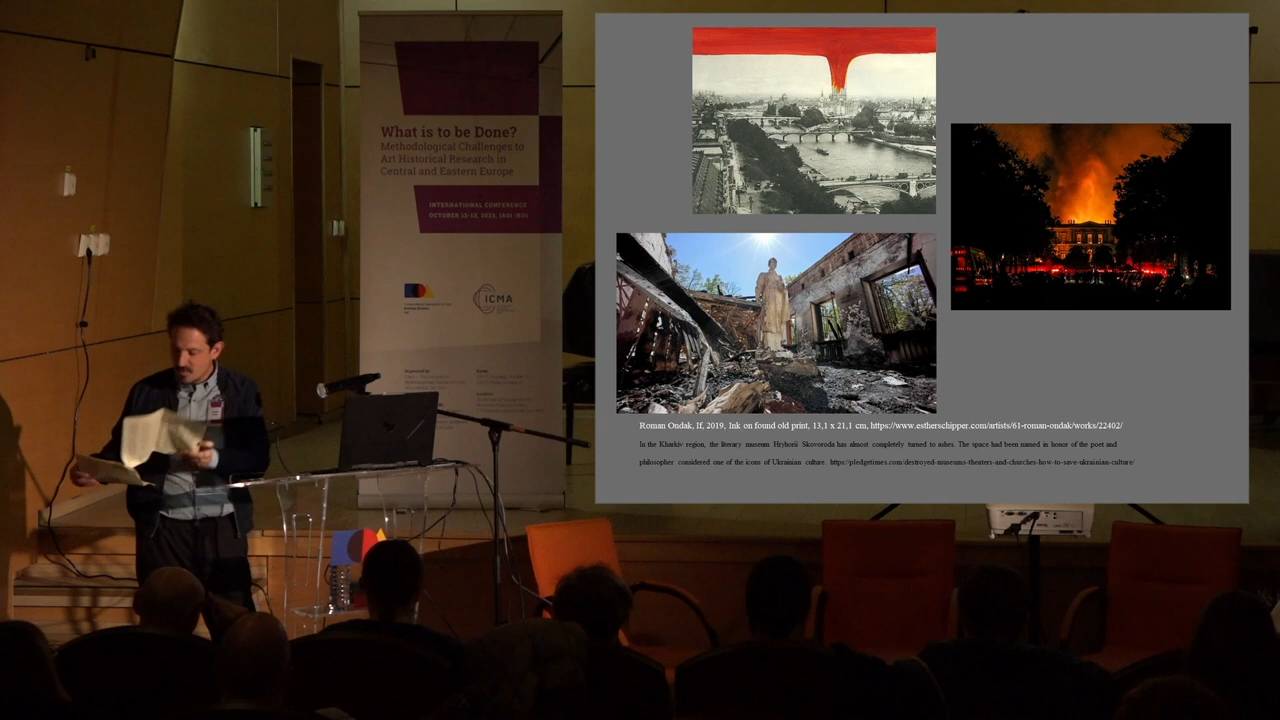 What is to be Done?
Methodological Challenges to
Art Historical Research in
Central and Eastern Europe
INTERNATIONAL CONFERENCE
ICMA
Roman Ondak, If, 2019, Ink on found old print, 13,1 x 21,1 cm, https://www.estherschipper.com/artists/61-roman-ondak/works/22402/
In the Kharkiv region, the literary museum Hryhorii Skovoroda has almost completely turned to ashes. The space had been named in honor of the poet and
philosopher considered one of the icons of Ukrainian culture. https://pledgetimes.com/destroyed-museums-theaters-and-churches-how-to-save-ukrainian-culture/